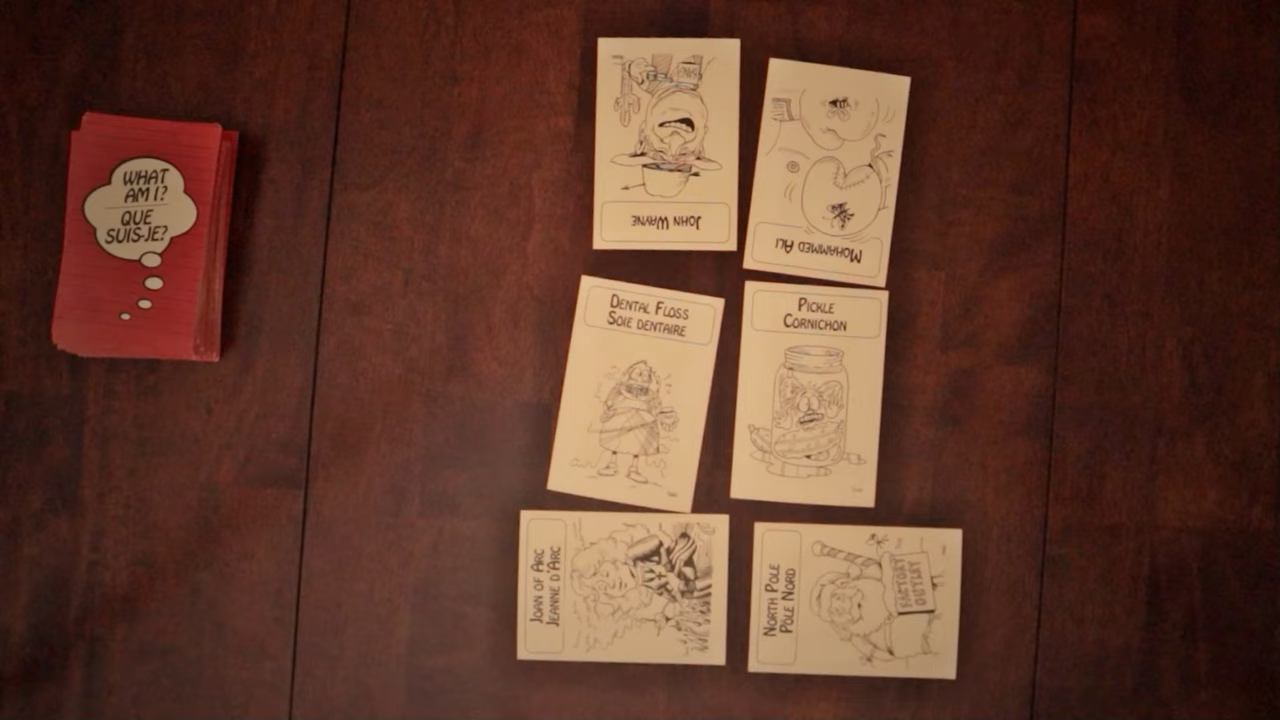 WHAT
AM I?
QUE
SUIS-JE?
JOHN WAYNE
MOHAMMED ALI
DENTAL FLOSS
SOIE DENTAIRE
PICKLE
CORNICHON
JOAN OF ARC
JEANNE D'ARC
NORTH POLE
PÔLE NORD
FACTORY
OUTLET